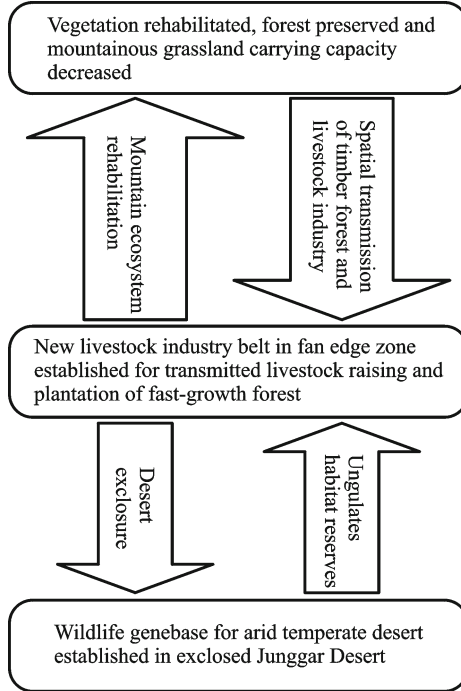 Vegetation rehabilitated, forest preserved and
mountainous grassland carrying capacity
decreased
Mountain ecosystem
rehabilitation
Spatial transmission
of timber forest and
livestock industry
New livestock industry belt in fan edge zone
established for transmitted livestock raising and
plantation of fast-growth forest
Desert
exclosure
Ungulates
habitat reserves
Wildlife genebase for arid temperate desert
established in exclosed Junggar Desert